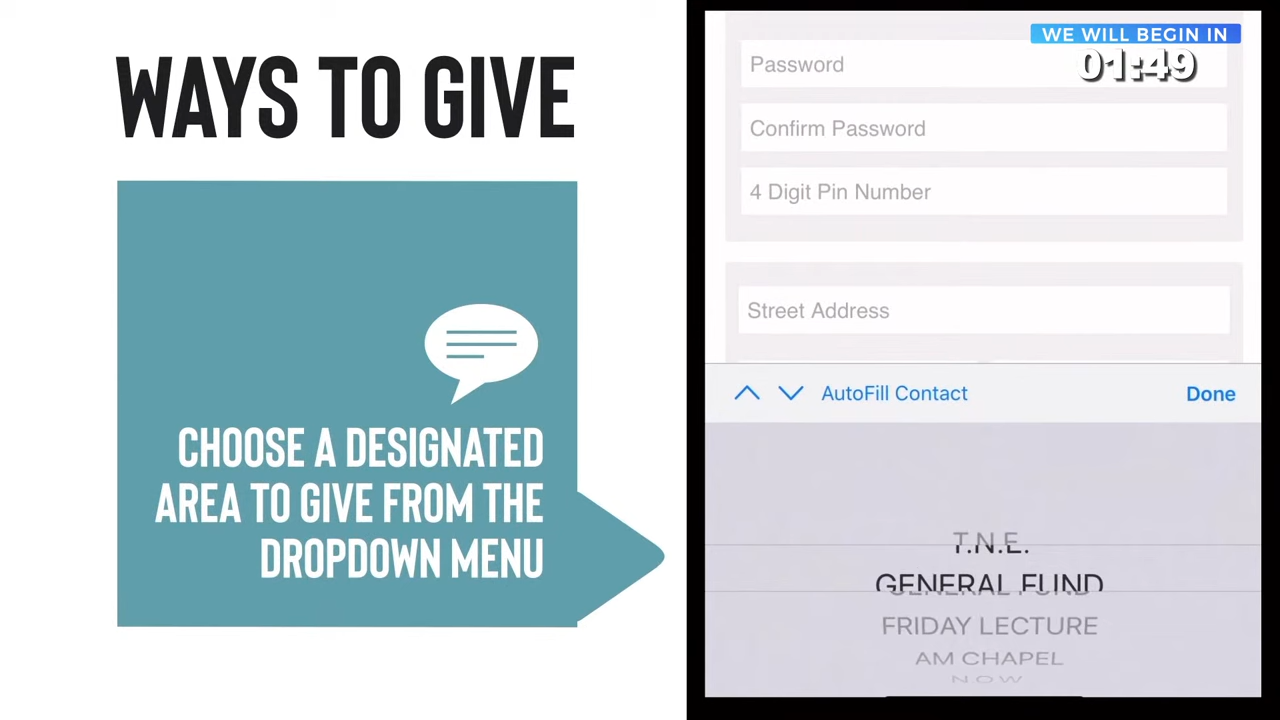 WAYS TO GIVE
CHOOSE A DESIGNATED
AREA TO GIVE FROM THE
DROPDOWN MENU
WE WILL BEGIN IN
01:49
Password
Confirm Password
4 Digit Pin Number
Street Address
AutoFill Contact
Done
T.N.E.
GENERAL FUND
FRIDAY LECTURE
AM CHAPEL
N O W